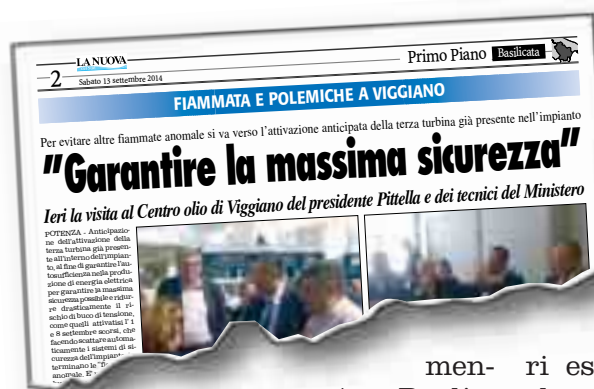 2
LA NUOVA
Sabato 13 settembre 2014
Primo Piano Basilicata
FIAMMATA E POLEMICHE A VIGGIANO
Per evitare altre fiammate anomale si va verso l'attivazione anticipata della terza turbina già presente nell'impianto
"Garantire la massima sicurezza"
Ieri la visita al Centro olio di Viggiano del presidente Pittella e dei tecnici del Ministero
POTENZA - Anticipazio-
ne dell'attivazione della
terza turbina già presen-
te all'interno dell'impian-
to, al fine di garantire l'au-
tosufficienza nella produ-
zione di energia elettrica
per garantire la massima
sicurezza possibile e ridur-
re drasticamente il ri-
schio di buco di tensione,
come quelli attivatisi l' 1
e 8 settembre scorsi, che
facendo scattare automa-
ticamente i sistemi di si-
curezza dell'impianto
terminano le "fi
anomale. E'
men- ri es